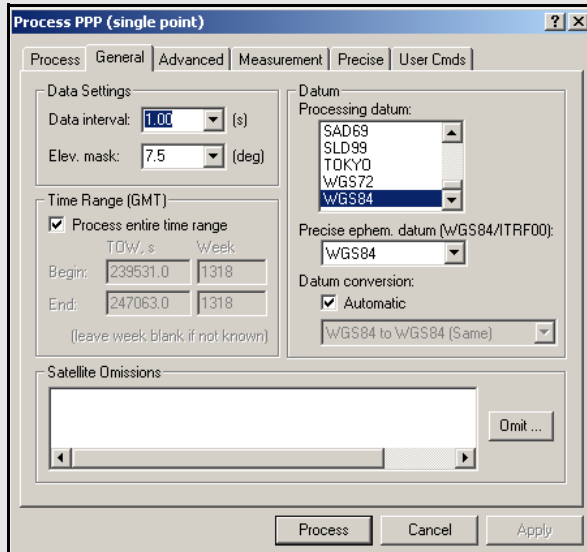 Process PPP (single point)
Process General Advanced Measurement Precise User Cmds
Data Settings
Data interval: 1.00 (s)
Elev. mask: 7.5 (deg)
Time Range (GMT)
Process entire time range
TOW, s Week
Begin: 239531.0 1318
End: 247063.0 1318
(leave week blank if not known)
Datum
Processing datum:
SAD69
SLD99
TOKYO
WGS72
WGS84
Precise ephem. datum (WGS84/ITRF00):
WGS84
Datum conversion:
Automatic
WGS84 to WGS84 (Same)
Satellite Omissions
Omit ...
Process Cancel Apply